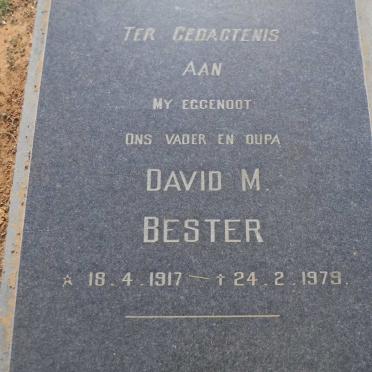 TER GEDAGTENIS
AAN
MY EGGENOOT
ONS VADER EN OUPA
DAVID M.
BESTER
* 18.4.1917 — † 24.2.1979.